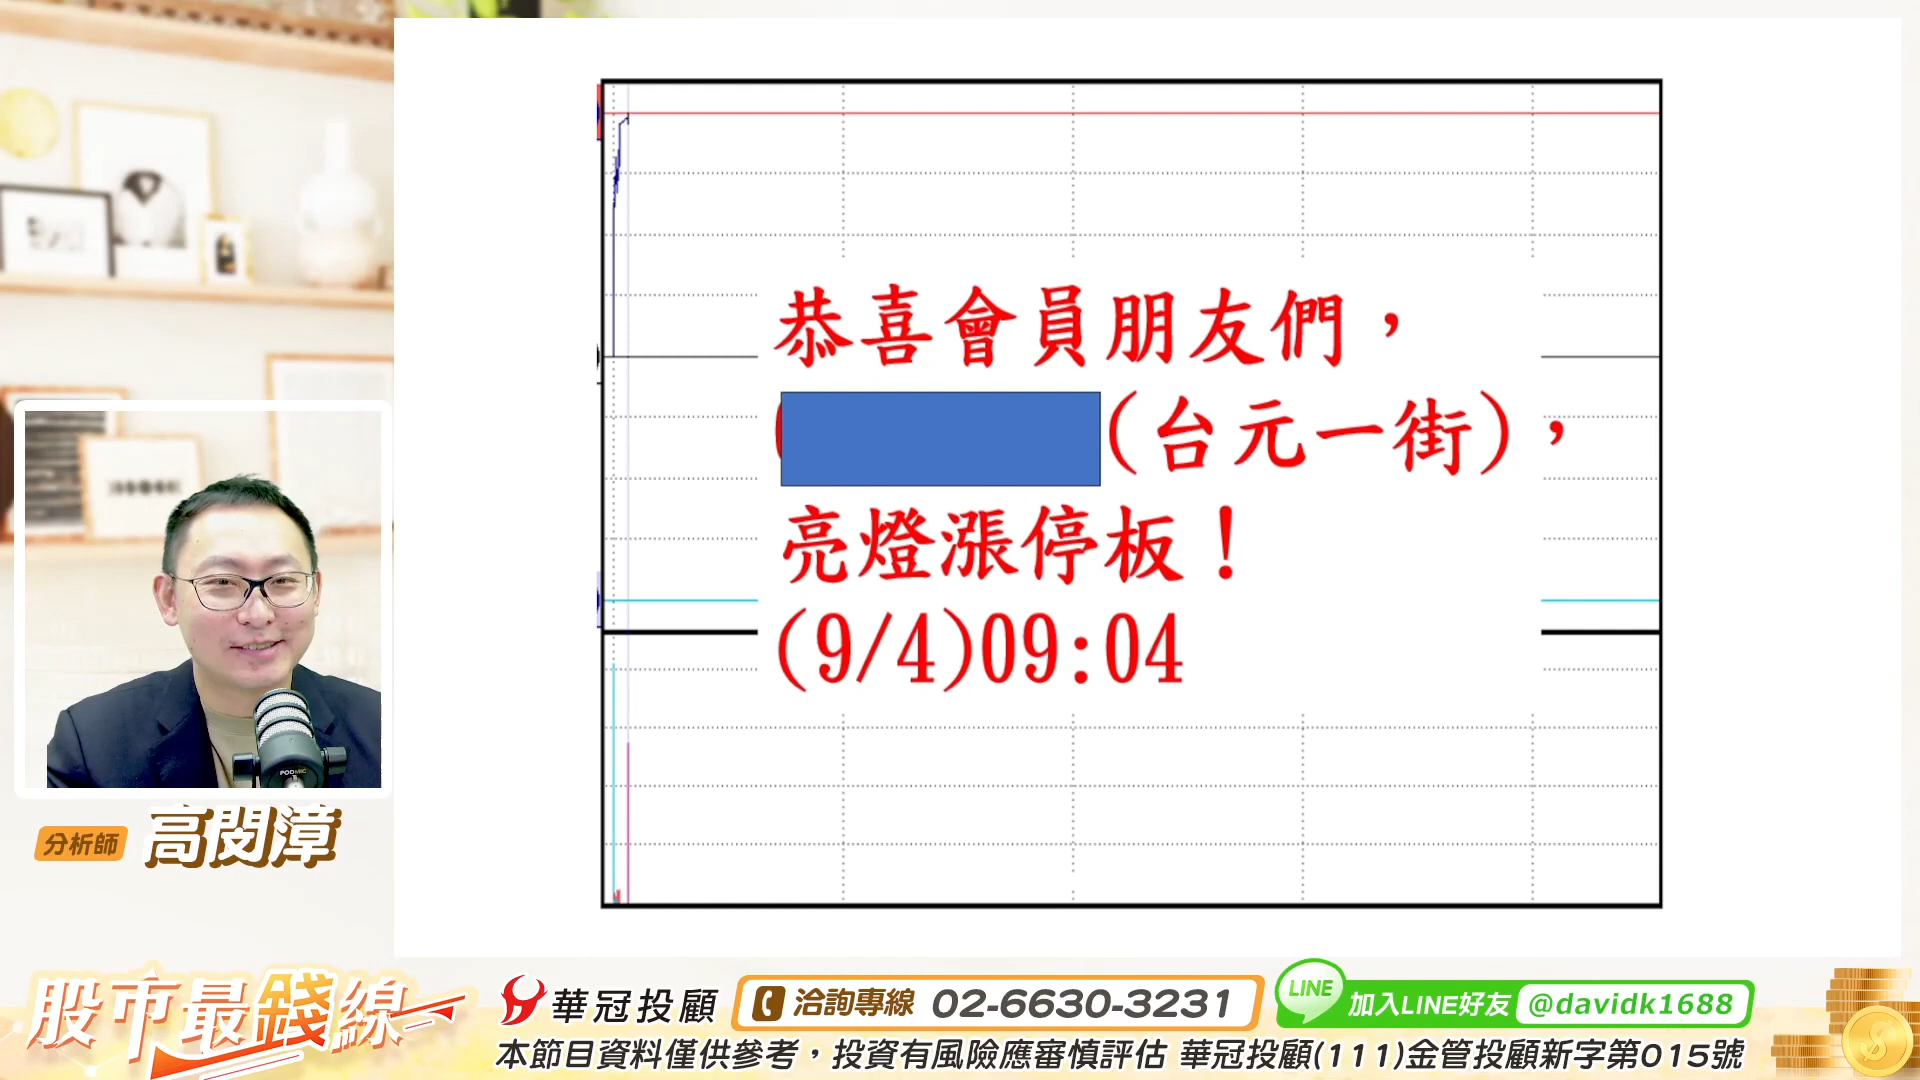 恭喜會員朋友們，
(台元一街)，
亮燈漲停板！
(9/4)09:04
PODMIC
分析師 高閔漳
股市最錢線
華冠投顧 洽詢專線 02-6630-3231
LINE 加入LINE好友 @davidk1688
本節目資料僅供參考，投資有風險應審慎評估 華冠投顧(111)金管投顧新字第015號